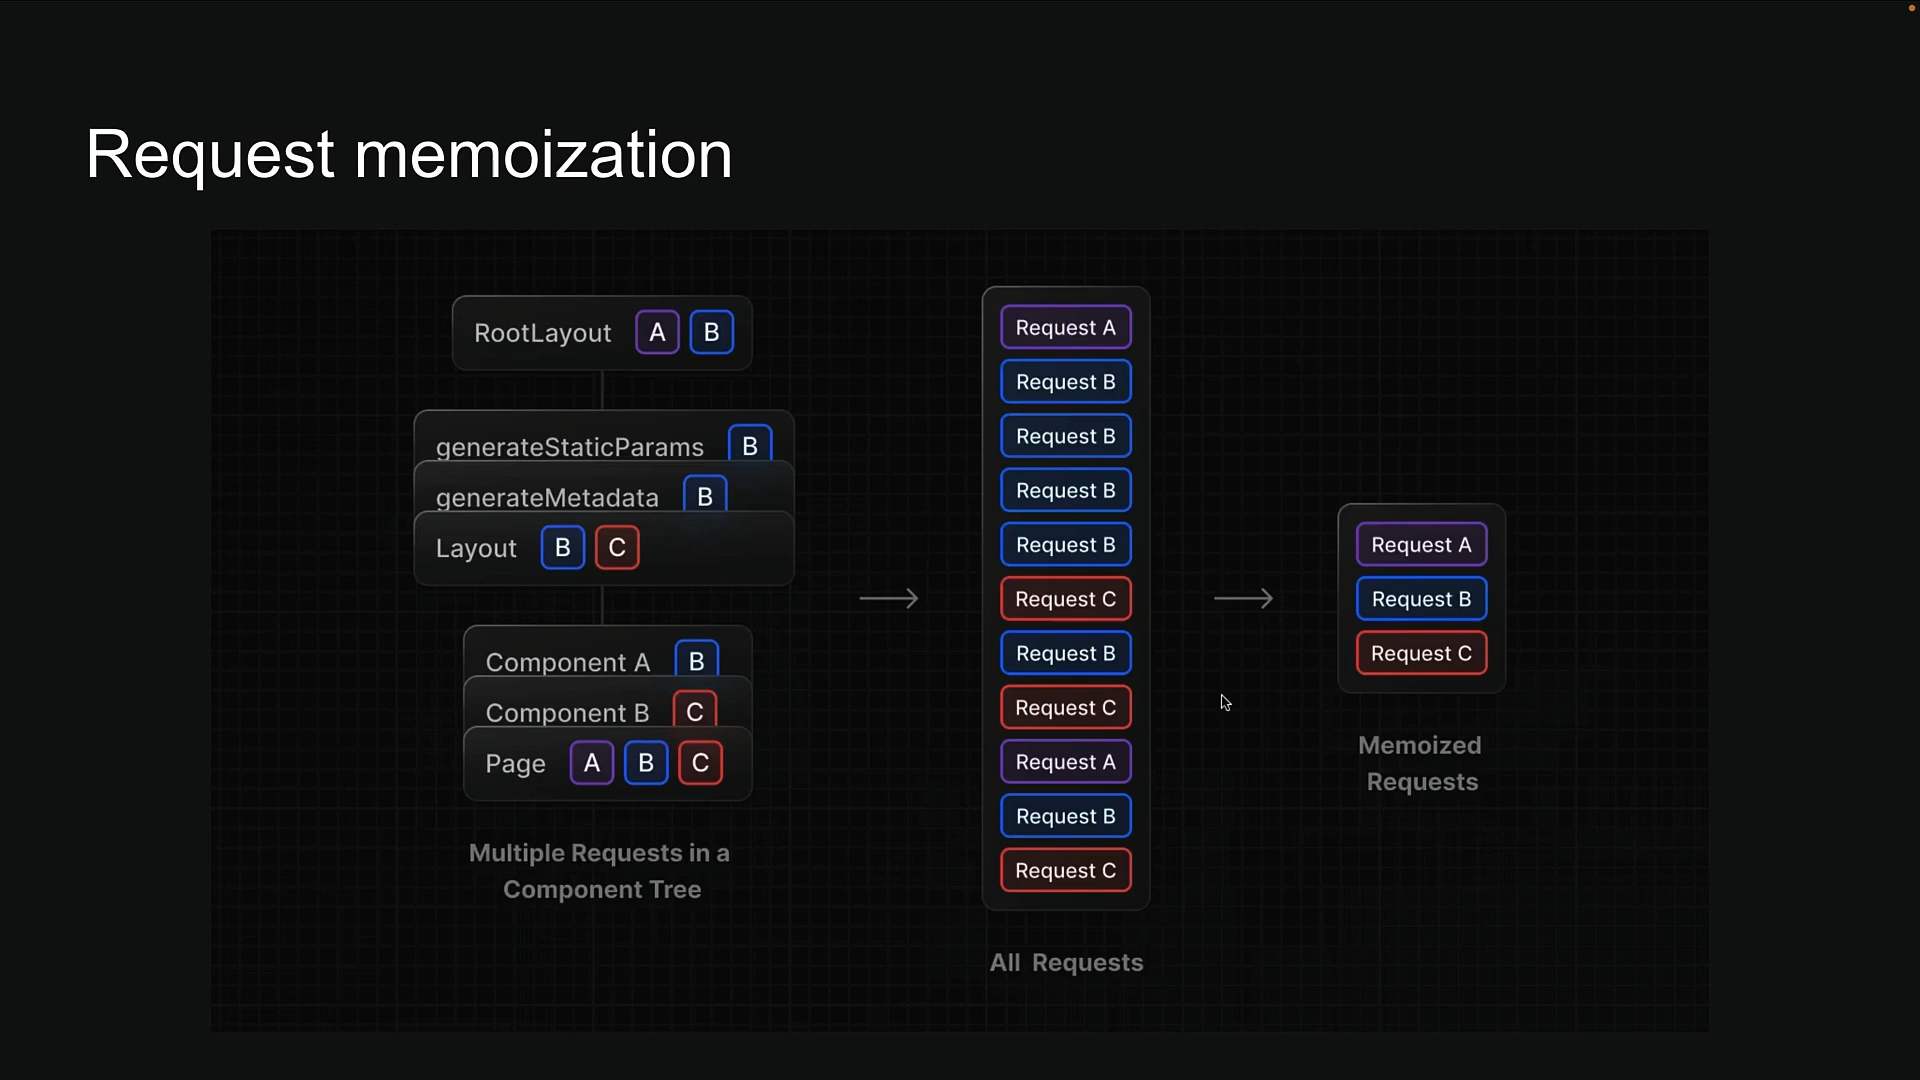 Request memoization
RootLayout A B
generateStaticParams B
generateMetadata B
Layout B C
Component A B
Component B C
Page A B C
Multiple Requests in a
Component Tree
Request A
Request B
Request B
Request B
Request B
Request C
Request B
Request C
Request A
Request B
Request C
All Requests
Request A
Request B
Request C
Memoized
Requests